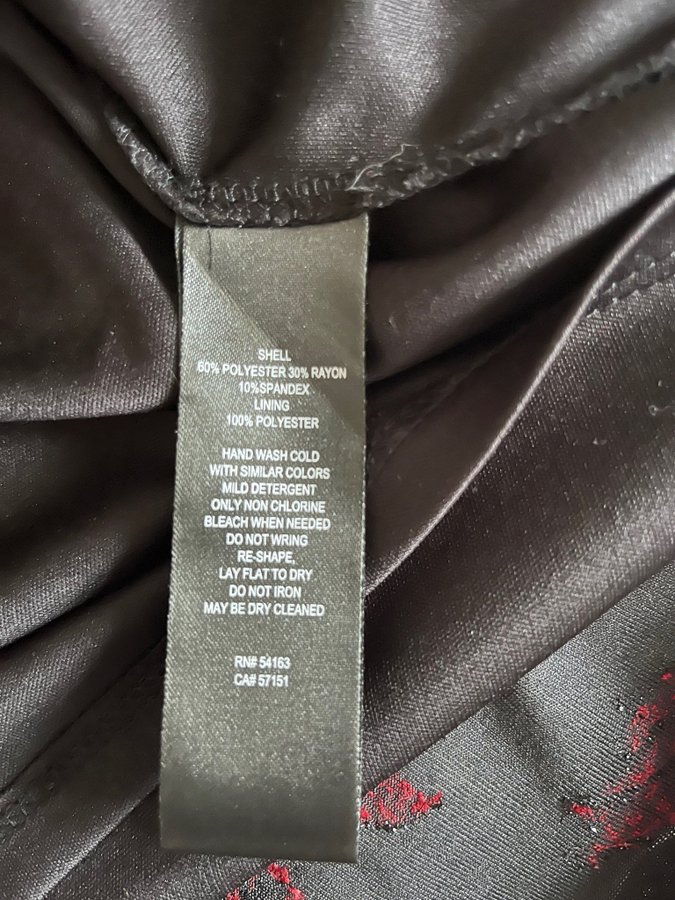 SHELL
60% POLYESTER 30% RAYON
10%SPANDEX
LINING
100% POLYESTER
HAND WASH COLD
WITH SIMILAR COLORS
MILD DETERGENT
ONLY NON CHLORINE
BLEACH WHEN NEEDED
DO NOT WRING
RE-SHAPE,
LAY FLAT TO DRY
DO NOT IRON
MAY BE DRY CLEANED
RN# 54163
CA# 57151